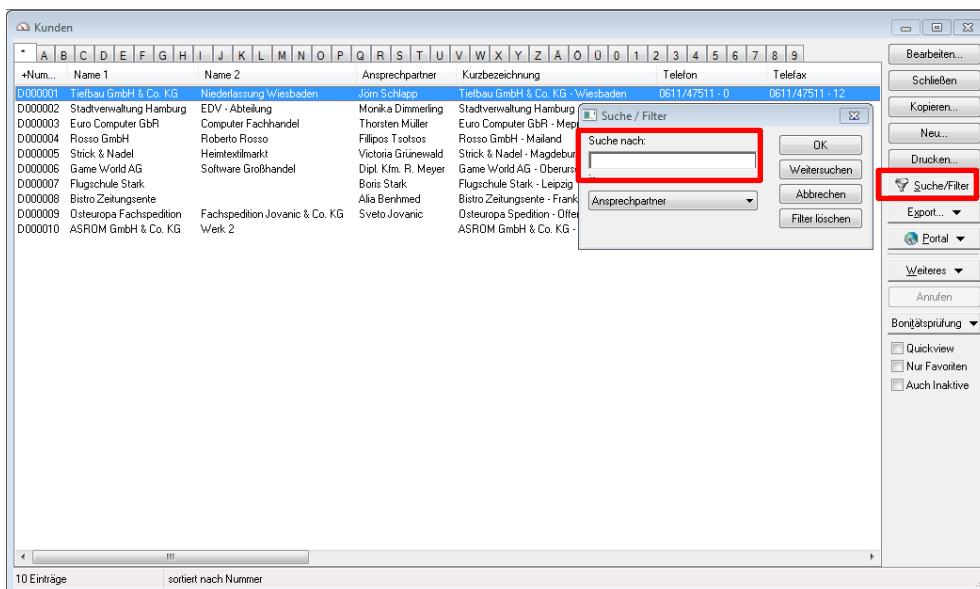 Kunden
* A B C D E F G H I J K L M N O P Q R S T U V W X Y Z Ä Ö Ü 0 1 2 3 4 5 6 7 8 9
+Num... Name 1 Name 2 Ansprechpartner Kurzbezeichnung Telefon Telefax
D000001 Tiefbau GmbH & Co. KG Niederlassung Wiesbaden Jörn Schlapp Tiefbau GmbH & Co. KG - Wiesbaden 0611/47511 - 0 0611/47511 - 12
D000002 Stadtverwaltung Hamburg EDV - Abteilung Monika Dimmerling Stadtverwaltung Hamburg
D000003 Euro Computer GbR Computer Fachhandel Thorsten Müller Euro Computer GbR - Mepp
D000004 Rosso GmbH Roberto Rosso Fillipos Tsotsos Rosso GmbH - Mailand
D000005 Strick & Nadel Heimtextilmarkt Victoria Grünewald Strick & Nadel - Magdebur
D000006 Game World AG Software Großhandel Dipl. Kfm. R. Meyer Game World AG - Oberurs
D000007 Flugschule Stark Boris Stark Flugschule Stark - Leipzig
D000008 Bistro Zeitungsente Alia Benhmed Bistro Zeitungsente - Frank
D000009 Osteuropa Fachspedition Fachspedition Jovanic & Co. KG Sveto Jovanic Osteuropa Spedition - Offe
D000010 ASROM GmbH & Co. KG Werk 2 ASROM GmbH & Co. KG -
Suche / Filter
Suche nach:
Ansprechpartner
OK
Weitersuchen
Abbrechen
Filter löschen
Bearbeiten...
Schließen
Kopieren...
Neu...
Drucken...
Suche/Filter
Export...
Portal
Weiteres
Anrufen
Bonitätsprüfung
Quickview
Nur Favoriten
Auch Inaktive
10 Einträge sortiert nach Nummer